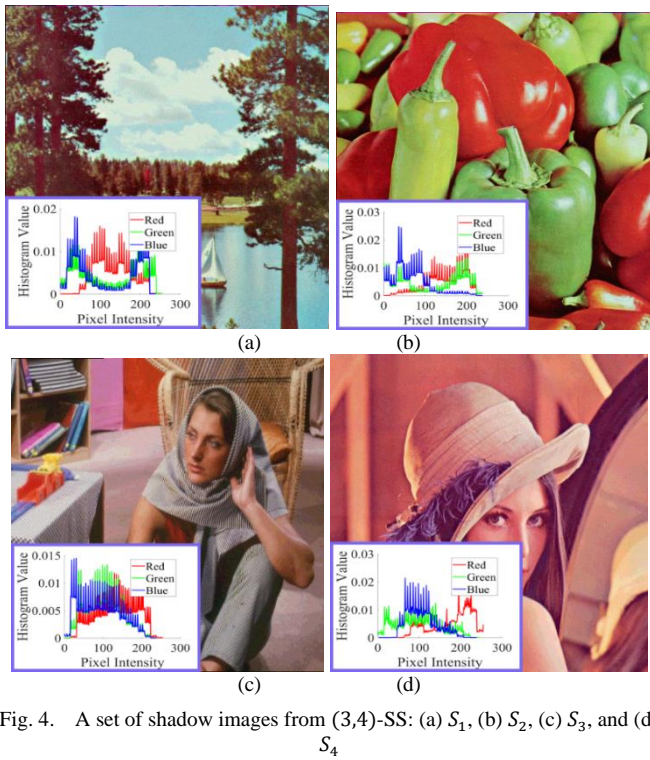 0.02
Histogram Value
Red
Green
Blue
0.01
0
0 100 200 300
Pixel Intensity
(a)
0.03
Histogram Value
Red
Green
Blue
0.02
0.01
0
0 100 200 300
Pixel Intensity
(b)
0.015
Histogram Value
Red
Green
Blue
0.01
0.005
0
0 100 200 300
Pixel Intensity
(c)
0.03
Histogram Value
Red
Green
Blue
0.02
0.01
0
0 100 200 300
Pixel Intensity
(d)
Fig. 4. A set of shadow images from (3,4)-SS: (a) S₁, (b) S₂, (c) S₃, and (d
S₄